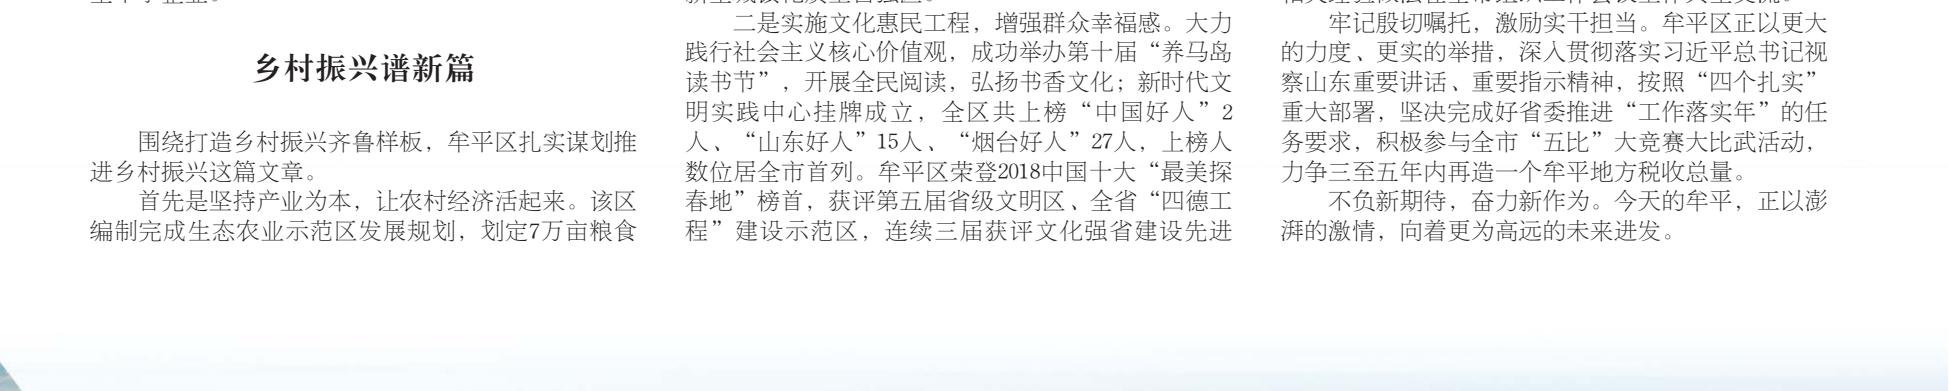 乡村振兴谱新篇
围绕打造乡村振兴齐鲁样板，牟平区扎实谋划推
进乡村振兴这篇文章。
首先是坚持产业为本，让农村经济活起来。该区
编制完成生态农业示范区发展规划，划定7万亩粮食
二是实施文化惠民工程，增强群众幸福感。大力
践行社会主义核心价值观，成功举办第十届“养马岛
读书节”，开展全民阅读，弘扬书香文化；新时代文
明实践中心挂牌成立，全区共上榜“中国好人”2
人、“山东好人”15人、“烟台好人”27人，上榜人
数位居全市首列。牟平区荣登2018中国十大“最美探
春地”榜首，获评第五届省级文明区、全省“四德工
程”建设示范区，连续三届获评文化强省建设先进
牢记殷切嘱托，激励实干担当。牟平区正以更大
的力度、更实的举措，深入贯彻落实习近平总书记视
察山东重要讲话、重要指示精神，按照“四个扎实”
重大部署，坚决完成好省委推进“工作落实年”的任
务要求，积极参与全市“五比”大竞赛大比武活动，
力争三至五年内再造一个牟平地方税收总量。
不负新期待，奋力新作为。今天的牟平，正以澎
湃的激情，向着更为高远的未来进发。